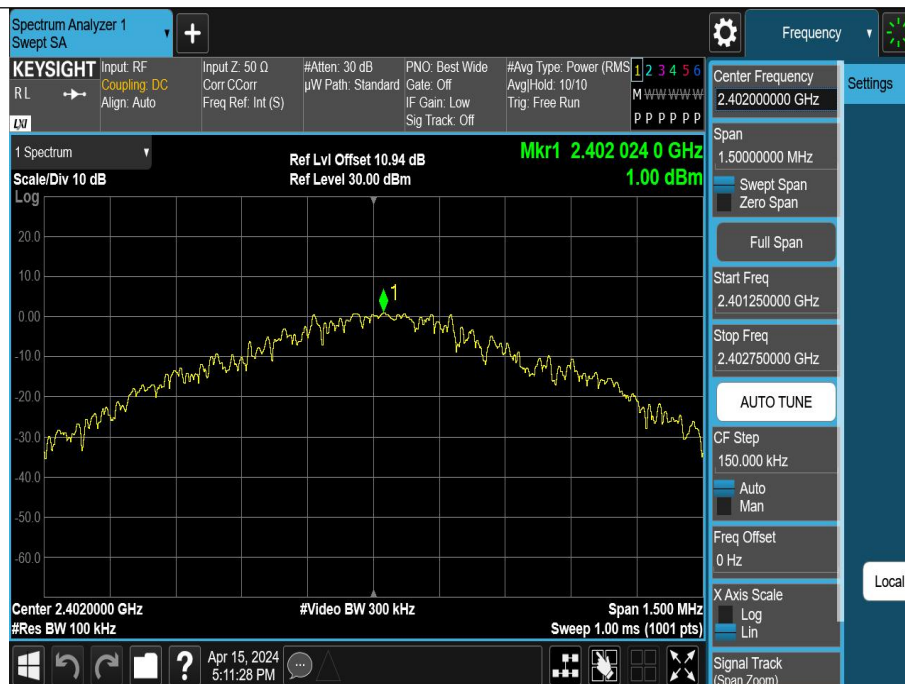 Spectrum Analyzer 1
Swept SA
+
Frequency
KEYSIGHT
RL
LXI
Input: RF
Coupling: DC
Align: Auto
Input Z: 50 Ω
Corr CCorr
Freq Ref: Int (S)
#Atten: 30 dB
µW Path: Standard
PNO: Best Wide
Gate: Off
IF Gain: Low
Sig Track: Off
#Avg Type: Power (RMS
Avg|Hold: 10/10
Trig: Free Run
1 2 3 4 5 6
M W W W W W
P P P P P P
1 Spectrum
Scale/Div 10 dB
Log
Ref Lvl Offset 10.94 dB
Ref Level 30.00 dBm
Mkr1 2.402 024 0 GHz
1.00 dBm
20.0
10.0
0.00
-10.0
-20.0
-30.0
-40.0
-50.0
-60.0
1
Center 2.4020000 GHz
#Res BW 100 kHz
#Video BW 300 kHz
Span 1.500 MHz
Sweep 1.00 ms (1001 pts)
Center Frequency
2.402000000 GHz
Span
1.50000000 MHz
Swept Span
Zero Span
Full Span
Start Freq
2.401250000 GHz
Stop Freq
2.402750000 GHz
AUTO TUNE
CF Step
150.000 kHz
Auto
Man
Freq Offset
0 Hz
X Axis Scale
Log
Lin
Signal Track
(Span Zoom)
Settings
Local
?
Apr 15, 2024
5:11:28 PM